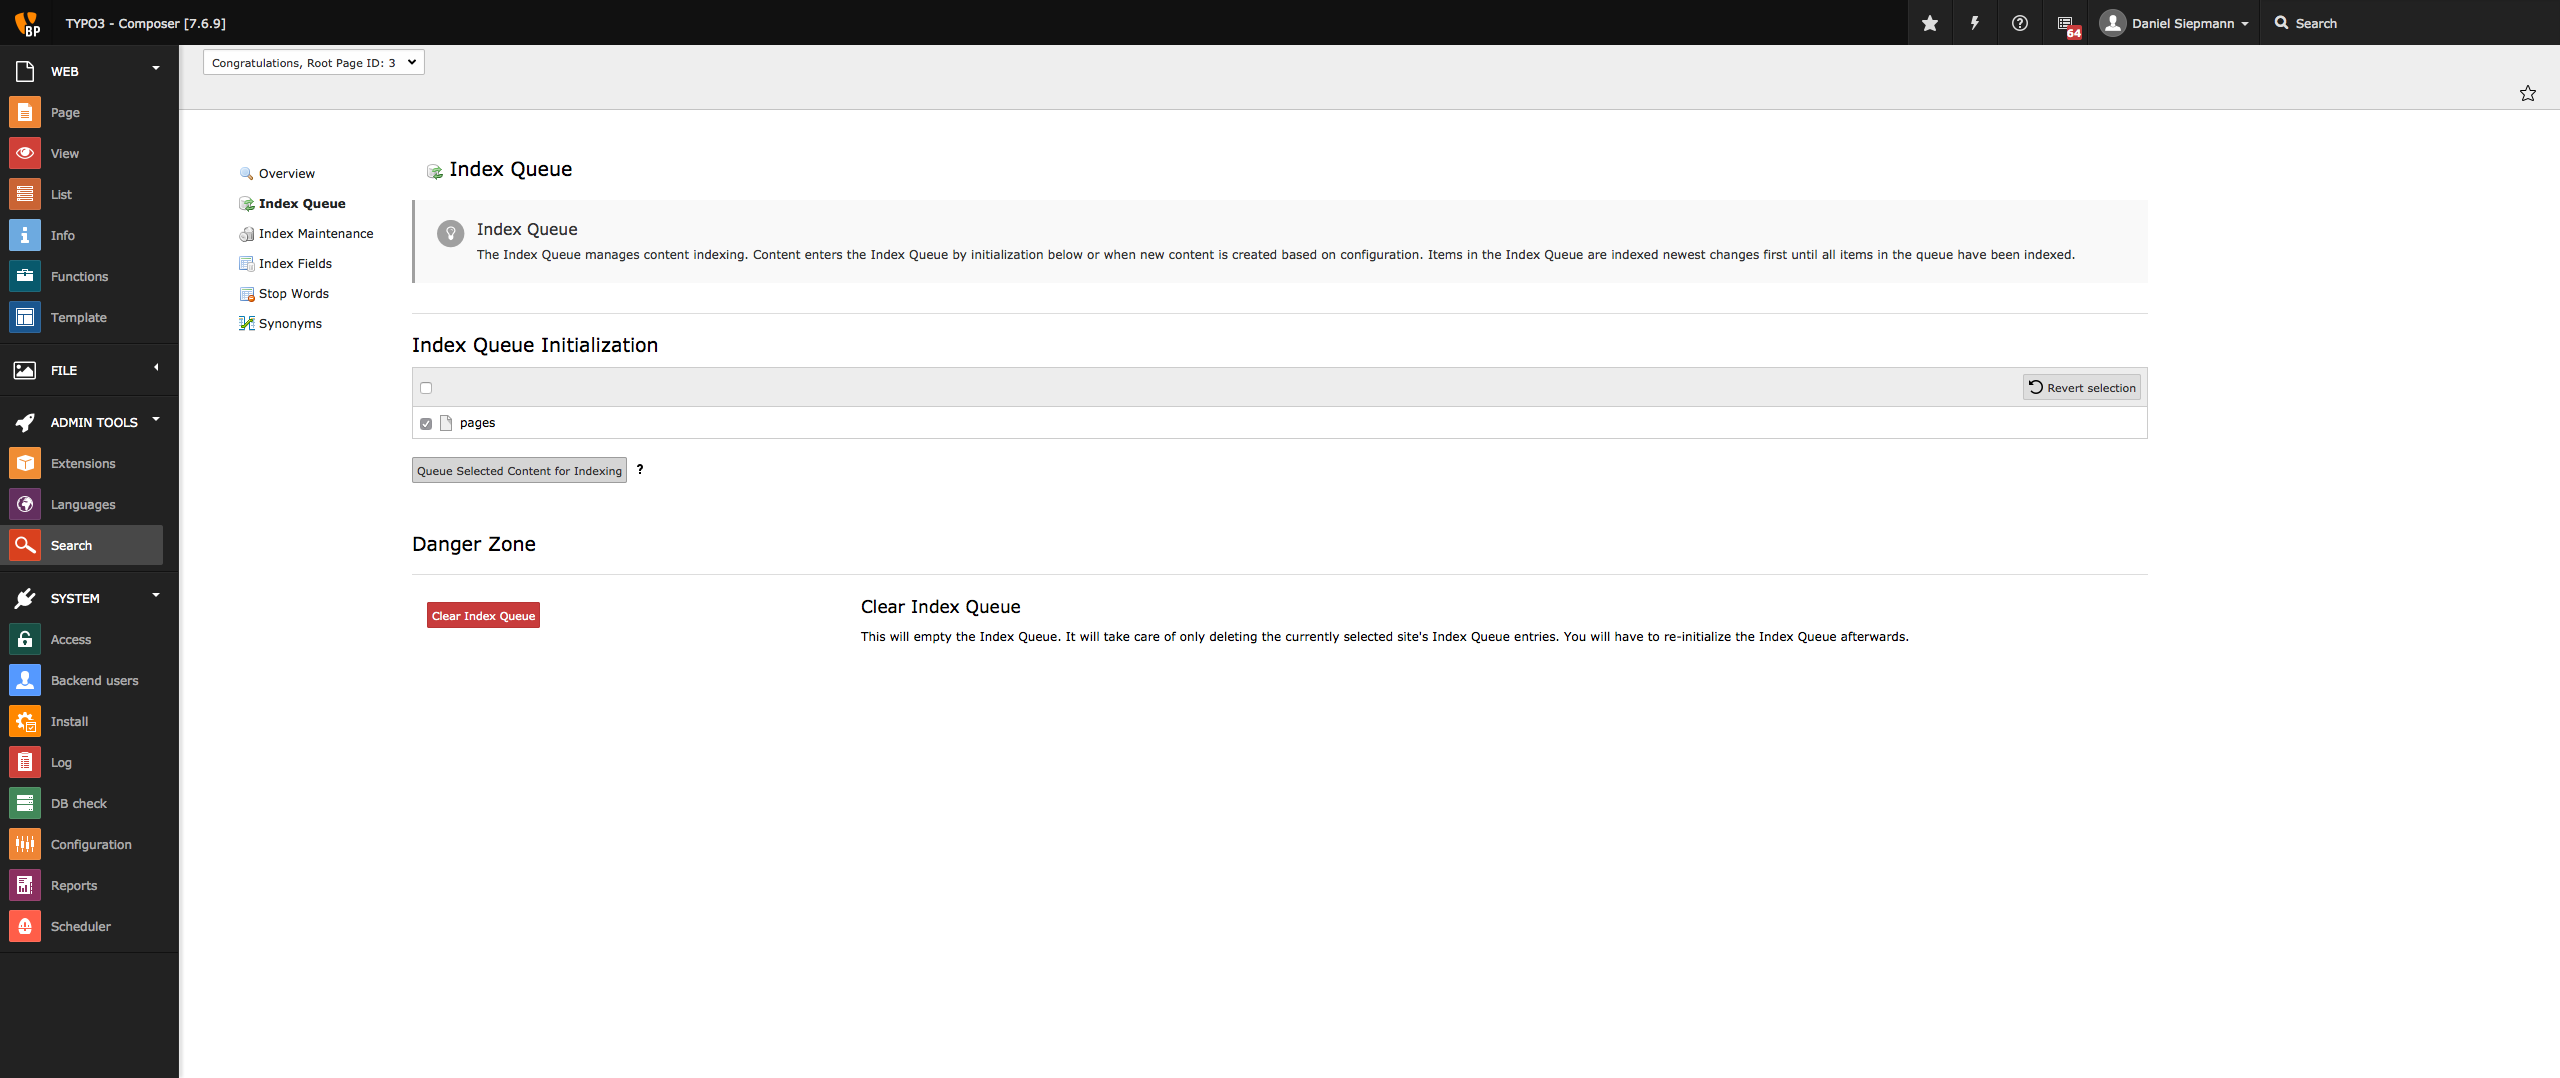 BP
TYPO3 - Composer [7.6.9]
64
Daniel Siepmann
Search
WEB
Page
View
List
Info
Functions
Template
FILE
ADMIN TOOLS
Extensions
Languages
Search
SYSTEM
Access
Backend users
Install
Log
DB check
Configuration
Reports
Scheduler
Congratulations, Root Page ID: 3
Overview
Index Queue
Index Maintenance
Index Fields
Stop Words
Synonyms
Index Queue
Index Queue
The Index Queue manages content indexing. Content enters the Index Queue by initialization below or when new content is created based on configuration. Items in the Index Queue are indexed newest changes first until all items in the queue have been indexed.
Index Queue Initialization
Revert selection
pages
Queue Selected Content for Indexing ?
Danger Zone
Clear Index Queue
Clear Index Queue
This will empty the Index Queue. It will take care of only deleting the currently selected site's Index Queue entries. You will have to re-initialize the Index Queue afterwards.